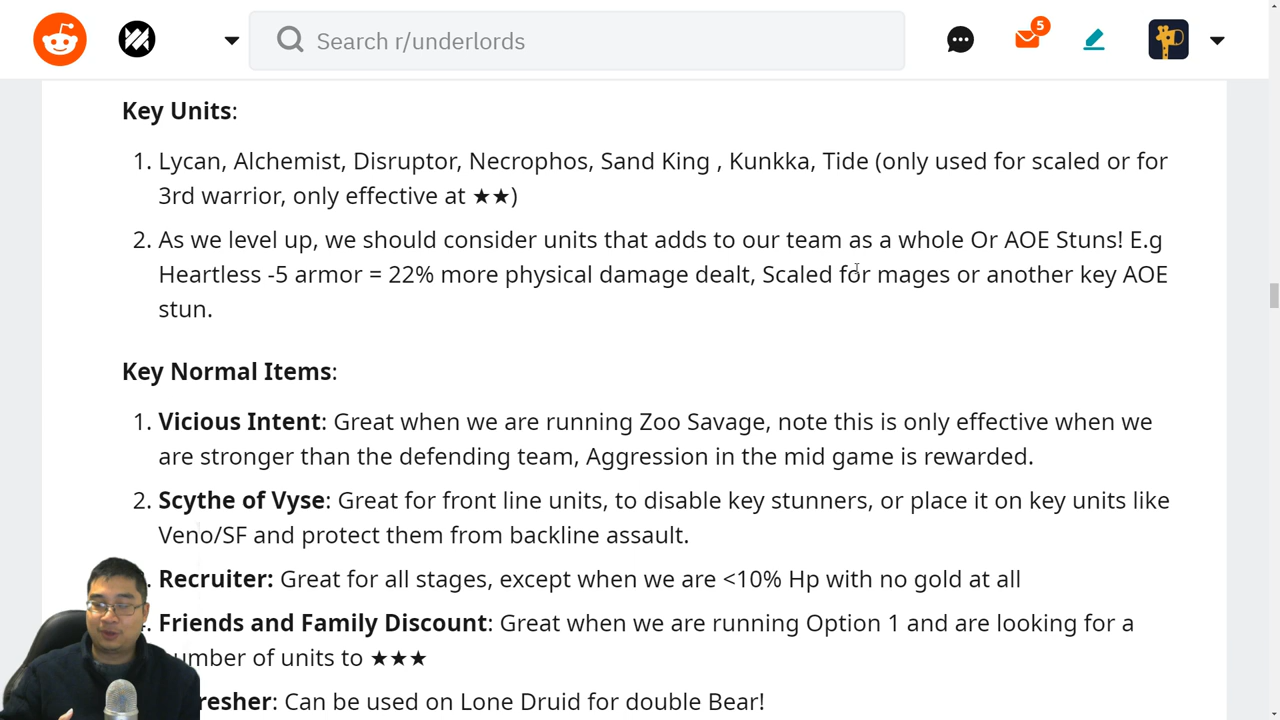 Search r/underlords
5
Key Units:
1. Lycan, Alchemist, Disruptor, Necrophos, Sand King , Kunkka, Tide (only used for scaled or for
3rd warrior, only effective at ★★)
2. As we level up, we should consider units that adds to our team as a whole Or AOE Stuns! E.g
Heartless -5 armor = 22% more physical damage dealt, Scaled for mages or another key AOE
stun.
Key Normal Items:
1. Vicious Intent: Great when we are running Zoo Savage, note this is only effective when we
are stronger than the defending team, Aggression in the mid game is rewarded.
2. Scythe of Vyse: Great for front line units, to disable key stunners, or place it on key units like
Veno/SF and protect them from backline assault.
Recruiter: Great for all stages, except when we are <10% Hp with no gold at all
Friends and Family Discount: Great when we are running Option 1 and are looking for a
umber of units to ★★★
resher: Can be used on Lone Druid for double Bear!